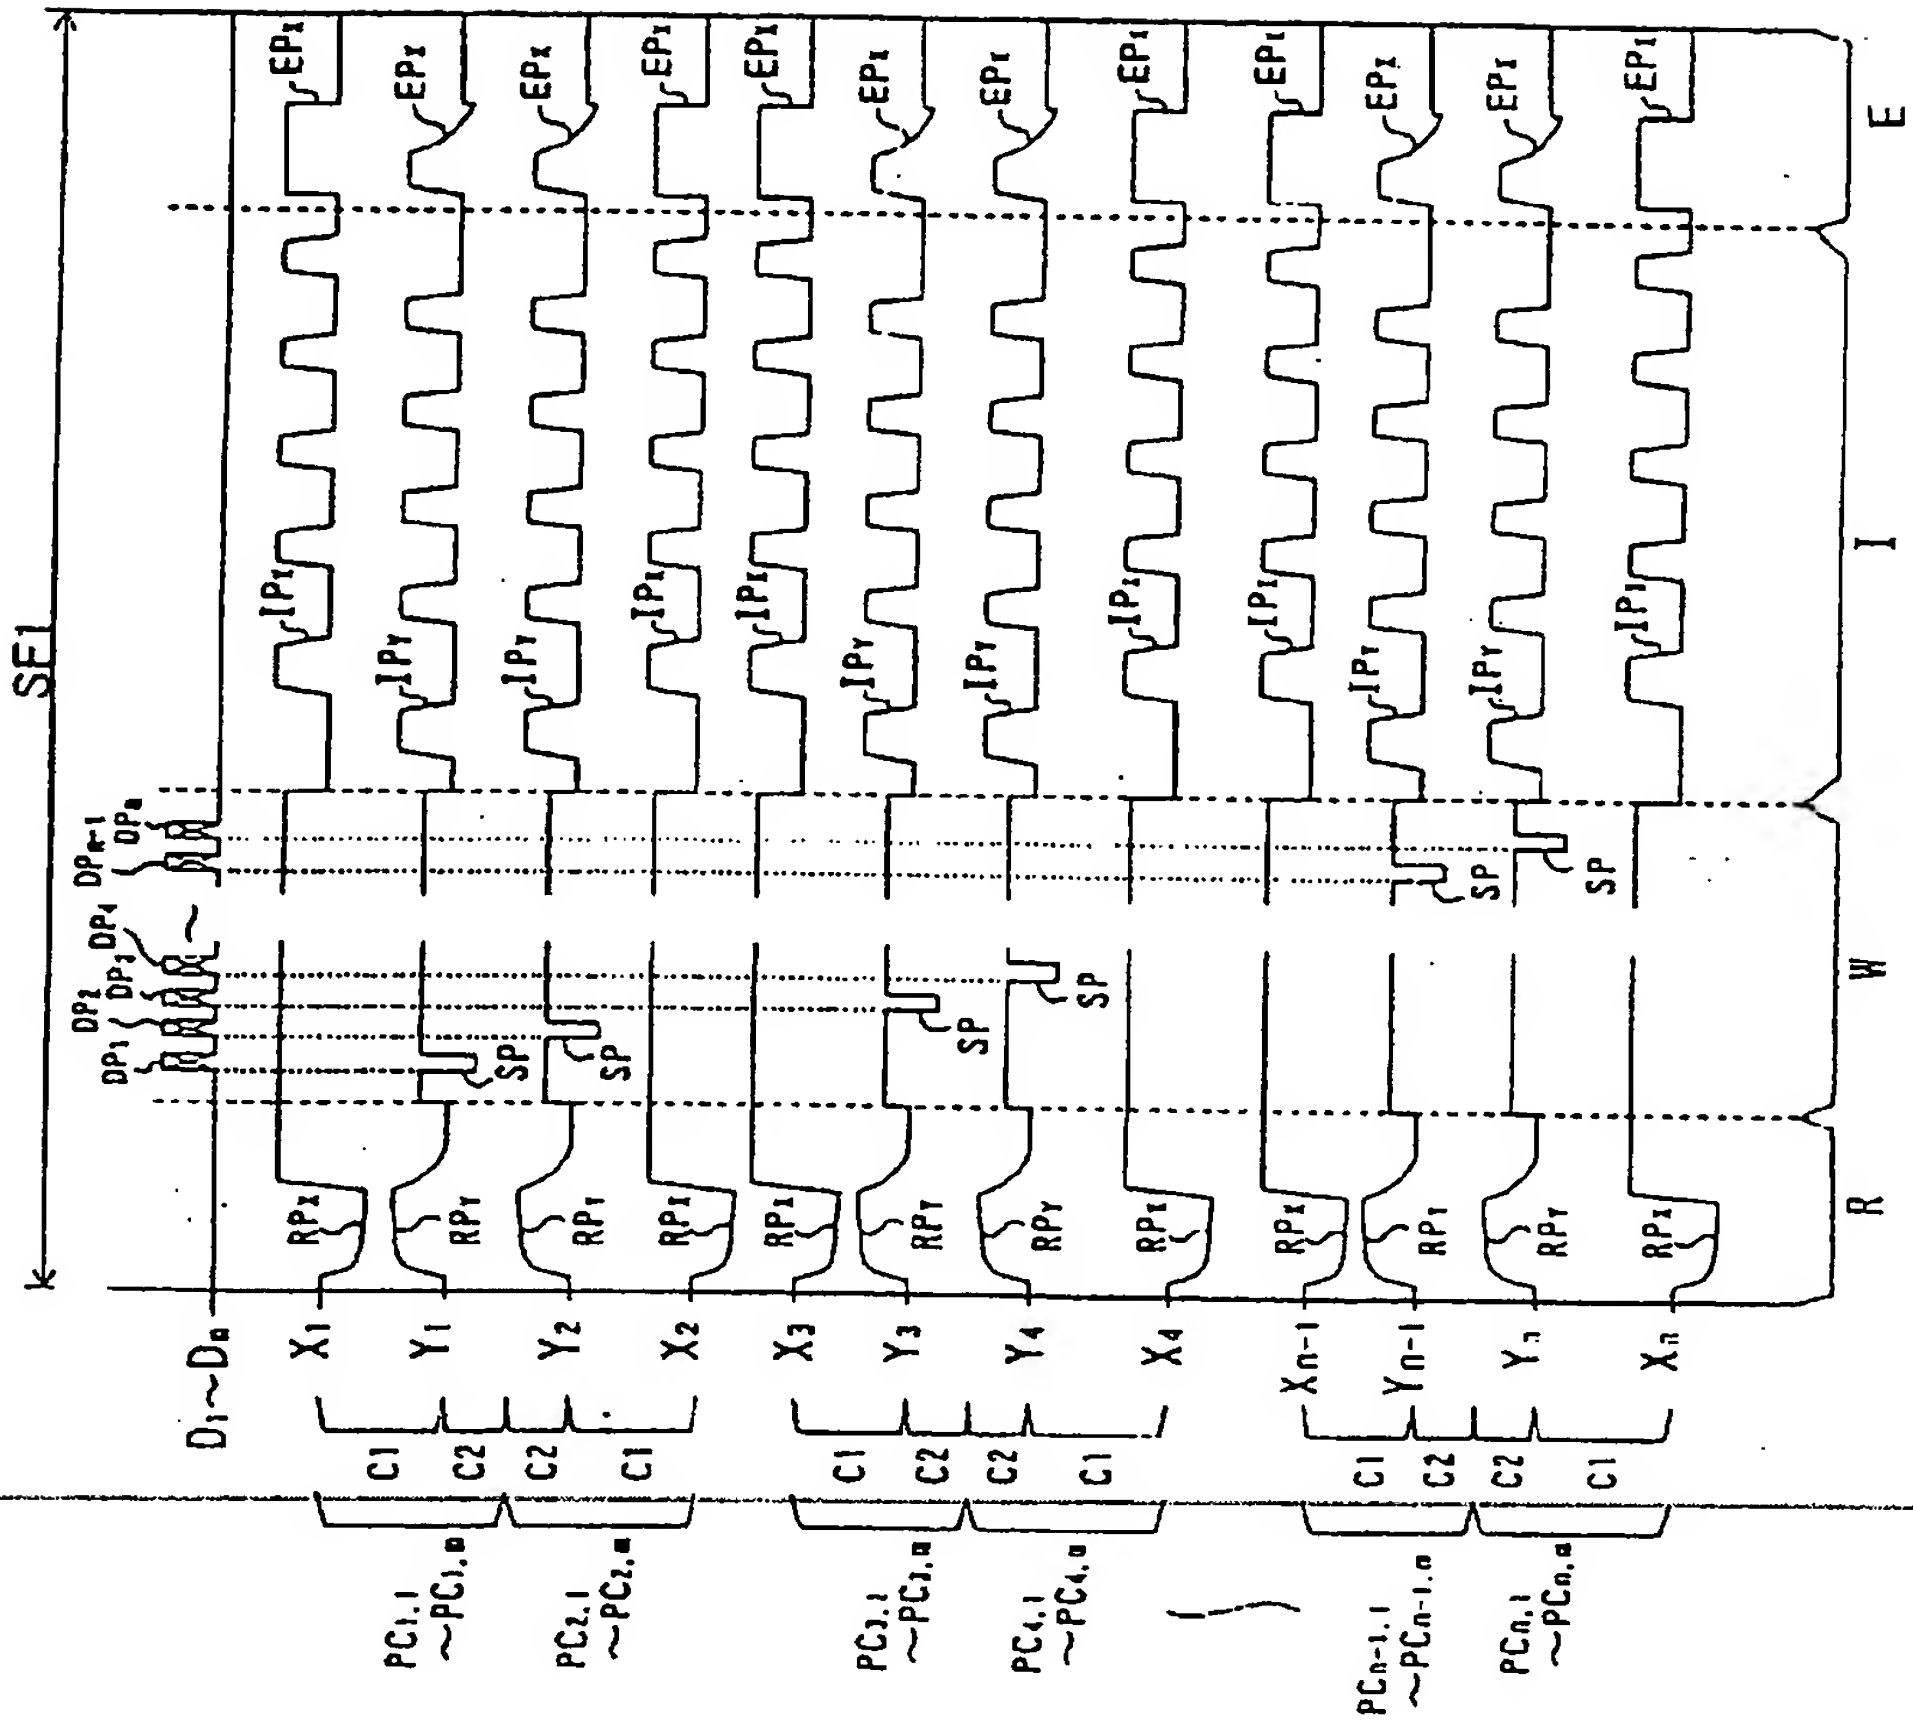 SF1
DP1 DP2 DP3 DP4 DPn-1 DPn
D1~Dm
X1 RPX IPX EPX
Y1 RPY SP IPY EPX
Y2 RPY SP IPY EPX
X2 RPX IPX EPX
X3 RPX IPX EPX
Y3 RPY SP IPY EPX
Y4 RPY SP IPY EPX
X4 RPX IPX EPX
Xn-1 RPX IPX EPX
Yn-1 RPY SP IPY EPX
Yn RPY SP IPY EPX
Xn RPX IPX EPX
R W I E
C1
C2
C2
C1
C1
C2
C2
C1
C1
C2
C2
C1
PC1,1
~PC1,m
PC2,1
~PC2,m
PC3,1
~PC3,m
PC4,1
~PC4,m
PCn-1,1
~PCn-1,m
PCn,1
~PCn,m